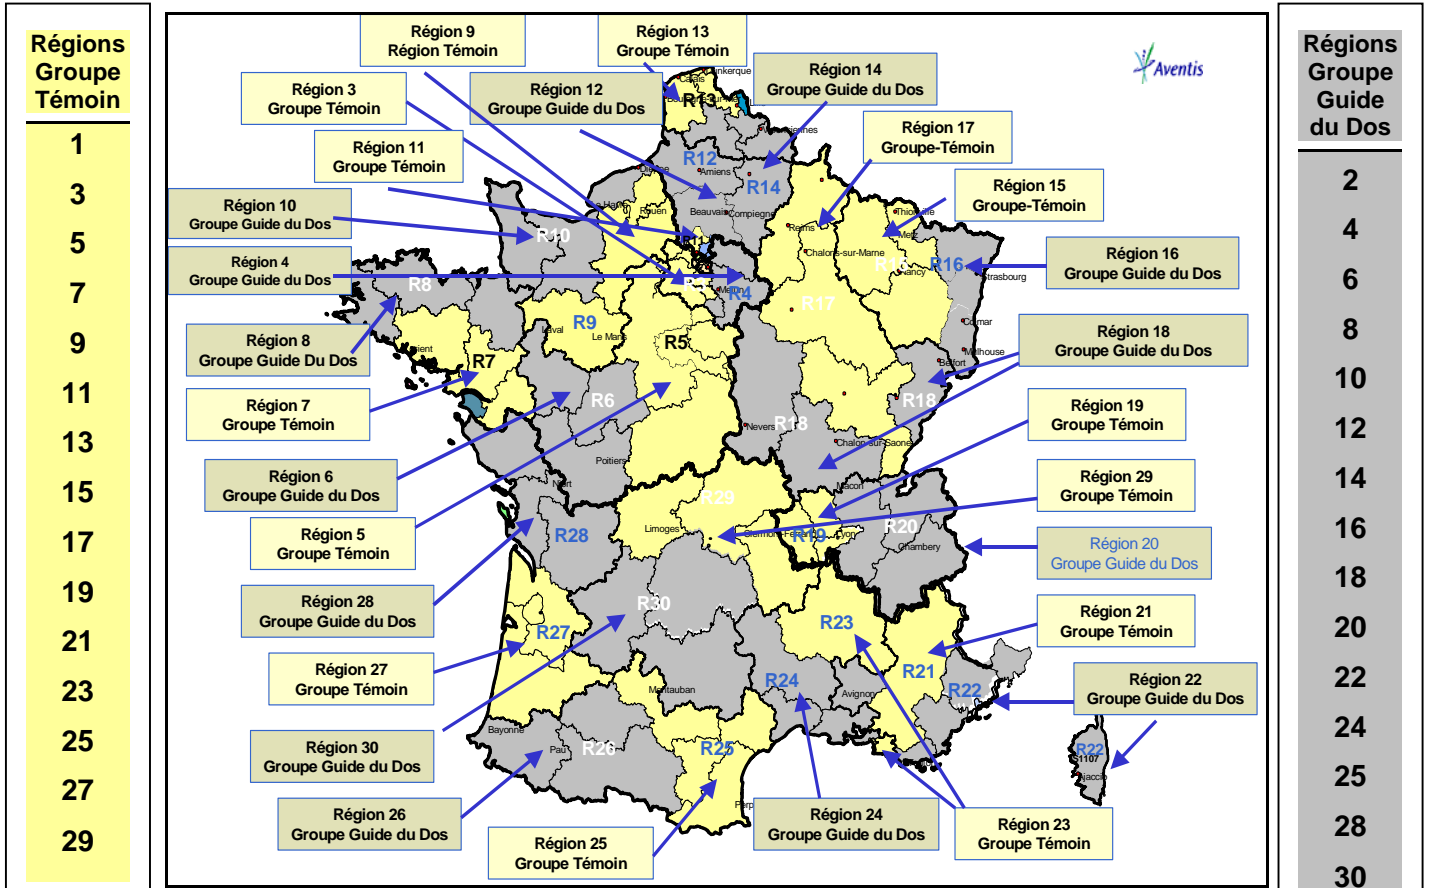 Régions
Groupe
Témoin
1
3
5
7
9
11
13
15
17
19
21
23
25
27
29
Région 9
Région Témoin
Région 13
Groupe Témoin
Région 3
Groupe Témoin
Région 12
Groupe Guide du Dos
Région 14
Groupe Guide du Dos
Aventis
Région 11
Groupe Témoin
Région 17
Groupe-Témoin
Région 15
Groupe-Témoin
Région 10
Groupe Guide du Dos
Région 4
Groupe Guide du Dos
Région 16
Groupe Guide du Dos
Région 8
Groupe Guide Du Dos
Région 18
Groupe Guide du Dos
Région 7
Groupe Témoin
Région 19
Groupe Témoin
Région 6
Groupe Guide du Dos
Région 29
Groupe Témoin
Région 5
Groupe Témoin
Région 20
Groupe Guide du Dos
Région 28
Groupe Guide du Dos
Région 21
Groupe Témoin
Région 27
Groupe Témoin
Région 22
Groupe Guide du Dos
Région 30
Groupe Guide du Dos
Région 26
Groupe Guide du Dos
Région 25
Groupe Témoin
Région 24
Groupe Guide du Dos
Région 23
Groupe Témoin
Calais
R13
R12
Amiens
R14
Beauvais
Compiegne
Rouen
Reims
Chalons-sur-Marne
Metz
Nancy
R16
Strasbourg
R10
R8
R4
R17
Colmar
Mulhouse
Belfort
R9
Laval
Le Mans
R5
R7
R6
R18
R18
Nevers
Chalon-sur-Saone
Poitiers
Niort
Macon
R29
Limoges
R19
Lyon
R20
Chambery
R28
R30
R27
R23
R21
R24
R22
Avignon
Montauban
Bayonne
Pau
R26
R25
R22
S1107
Ajaccio
Régions
Groupe
Guide
du Dos
2
4
6
8
10
12
14
16
18
20
22
24
25
28
30